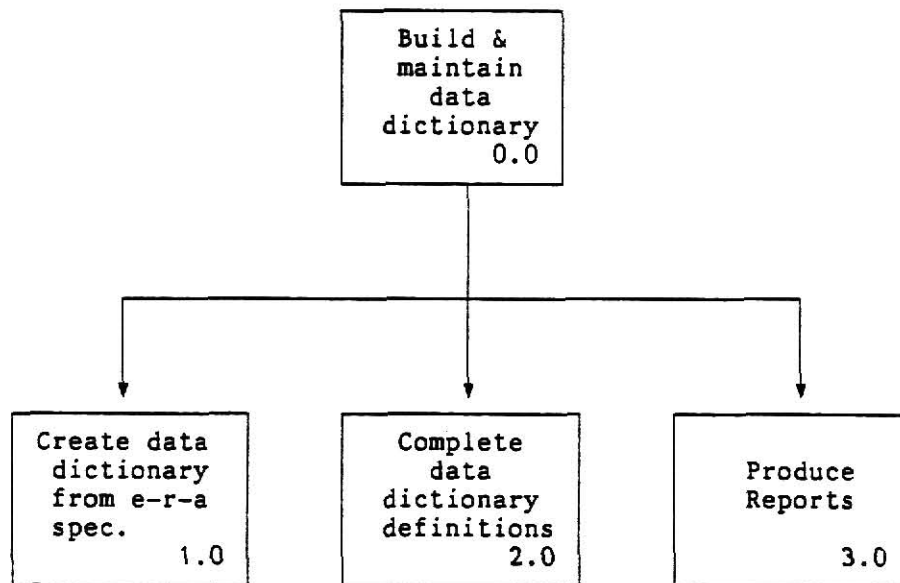 Build &
maintain
data
dictionary
0.0
Create data
dictionary
from e-r-a
spec.
1.0
Complete
data
dictionary
definitions
2.0
Produce
Reports
3.0